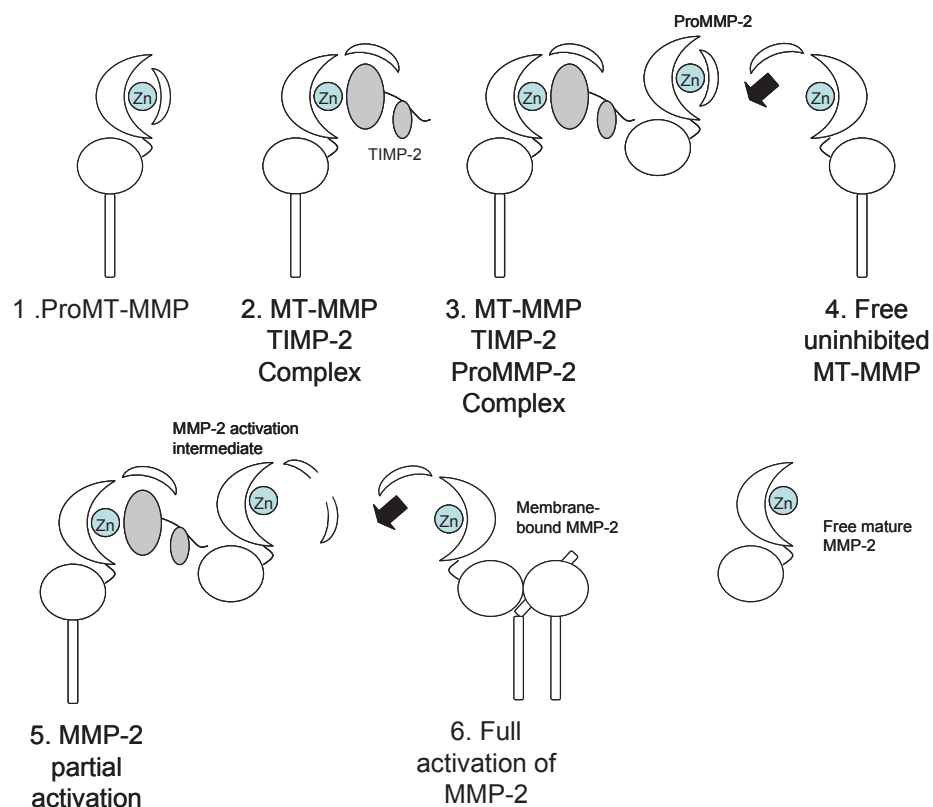 ProMMP-2
Zn
Zn
Zn
Zn
Zn
TIMP-2
1 .ProMT-MMP
2. MT-MMP
TIMP-2
Complex
3. MT-MMP
TIMP-2
ProMMP-2
Complex
4. Free
uninhibited
MT-MMP
MMP-2 activation
intermediate
Zn
Zn
Zn
Zn
Membrane-
bound MMP-2
Free mature
MMP-2
5. MMP-2
partial
activation
6. Full
activation of
MMP-2